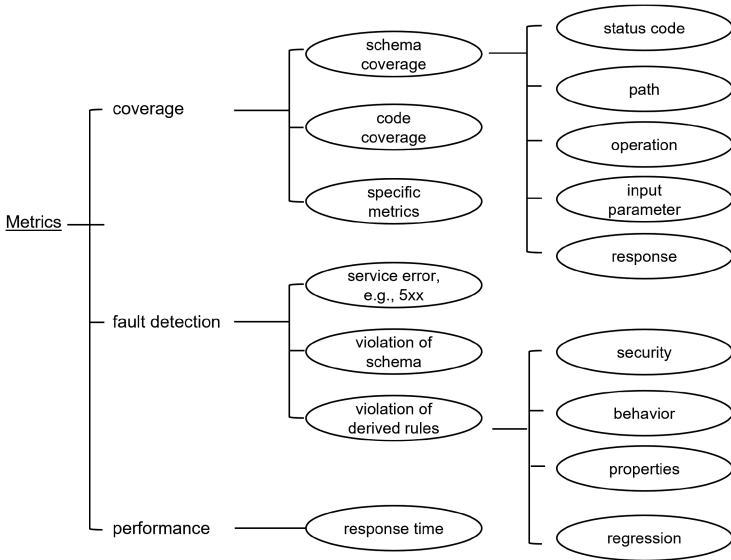 Metrics
coverage
schema
coverage
status code
path
operation
input
parameter
response
code
coverage
specific
metrics
fault detection
service error,
e.g., 5xx
violation of
schema
violation of
derived rules
security
behavior
properties
regression
performance
response time